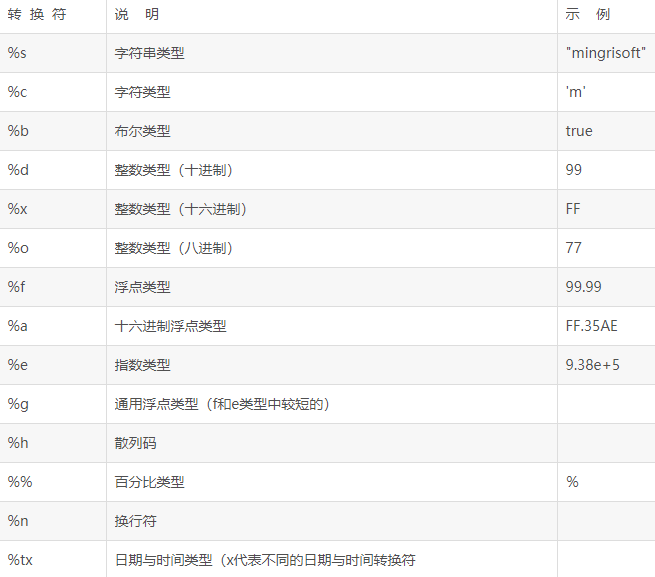 转 换 符 说 明 示 例
%s 字符串类型 "mingrisoft"
%c 字符类型 'm'
%b 布尔类型 true
%d 整数类型（十进制） 99
%x 整数类型（十六进制） FF
%o 整数类型（八进制） 77
%f 浮点类型 99.99
%a 十六进制浮点类型 FF.35AE
%e 指数类型 9.38e+5
%g 通用浮点类型（f和e类型中较短的）
%h 散列码
%% 百分比类型 %
%n 换行符
%tx 日期与时间类型（x代表不同的日期与时间转换符